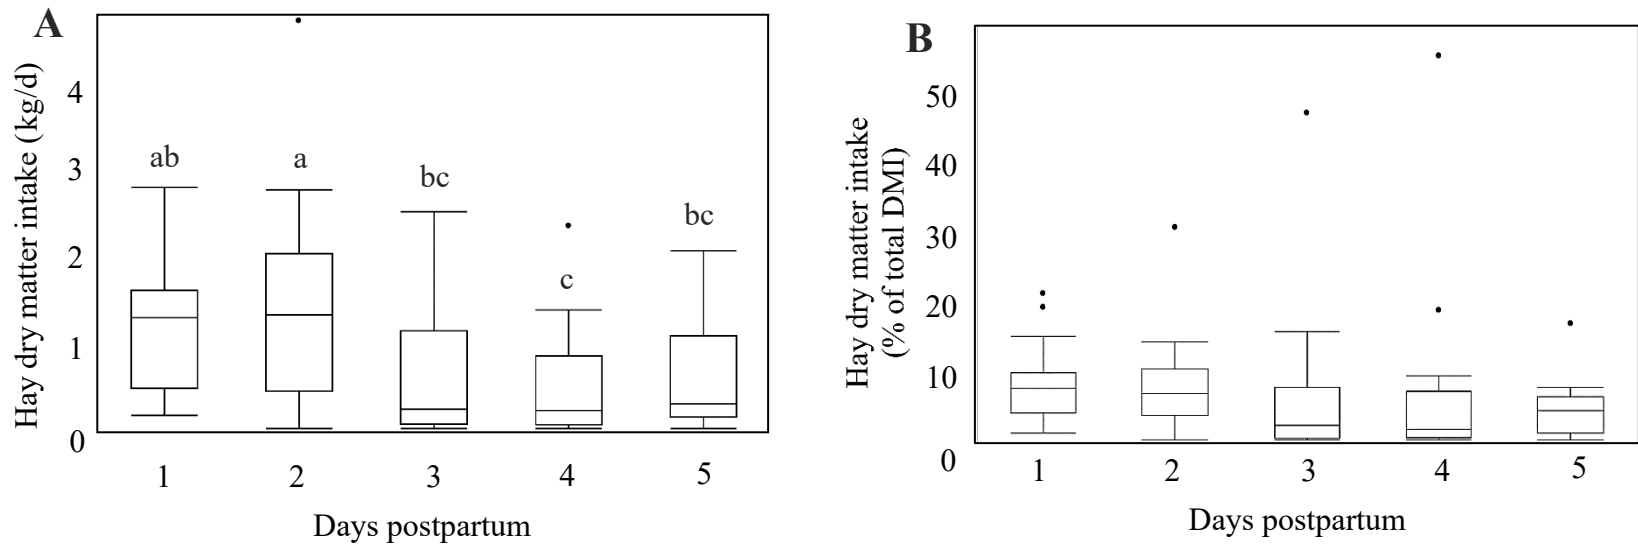 A
Hay dry matter intake (kg/d)
4
3
2
1
0
ab
a
bc
c
bc
1 2 3 4 5
Days postpartum
B
Hay dry matter intake
(% of total DMI)
50
40
30
20
10
0
1 2 3 4 5
Days postpartum